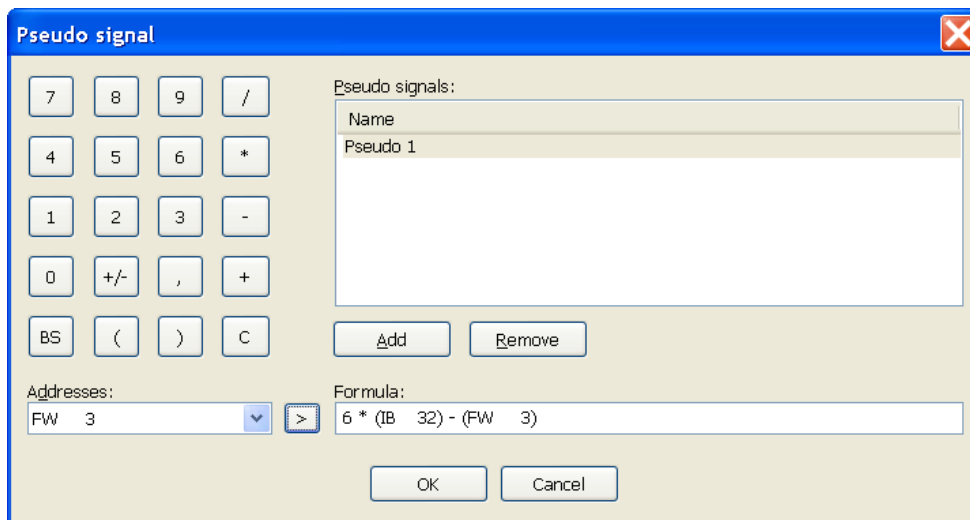 Pseudo signal
7 8 9 /
4 5 6 *
1 2 3 -
0 +/- , +
BS ( ) C
Pseudo signals:
Name
Pseudo 1
Add Remove
Addresses:
FW 3
>
Formula:
6 * (IB 32) - (FW 3)
OK Cancel